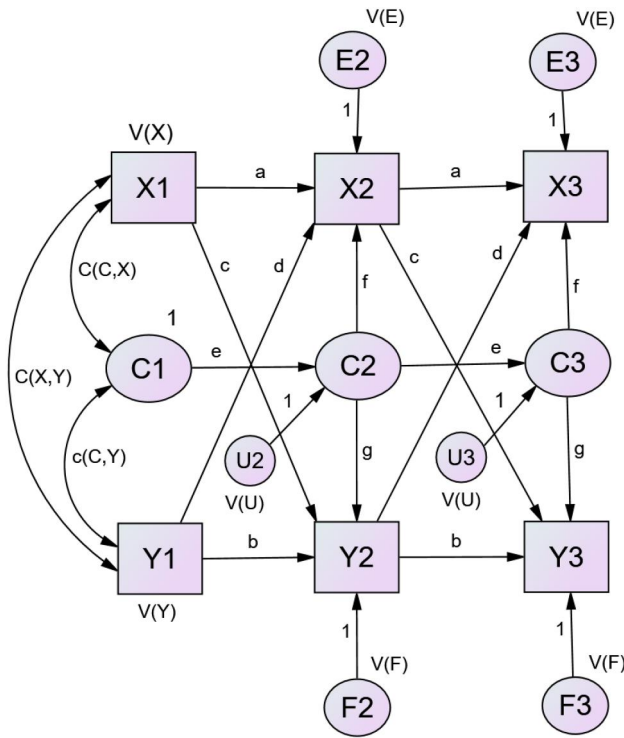 V(E)
V(E)
E2
E3
1
1
V(X)
X1
a
X2
a
X3
C(C,X)
c
d
c
d
f
f
1
C1
e
C2
e
C3
C(X,Y)
1
1
c(C,Y)
U2
g
U3
g
V(U)
V(U)
Y1
b
Y2
b
Y3
V(Y)
1
1
V(F)
V(F)
F2
F3